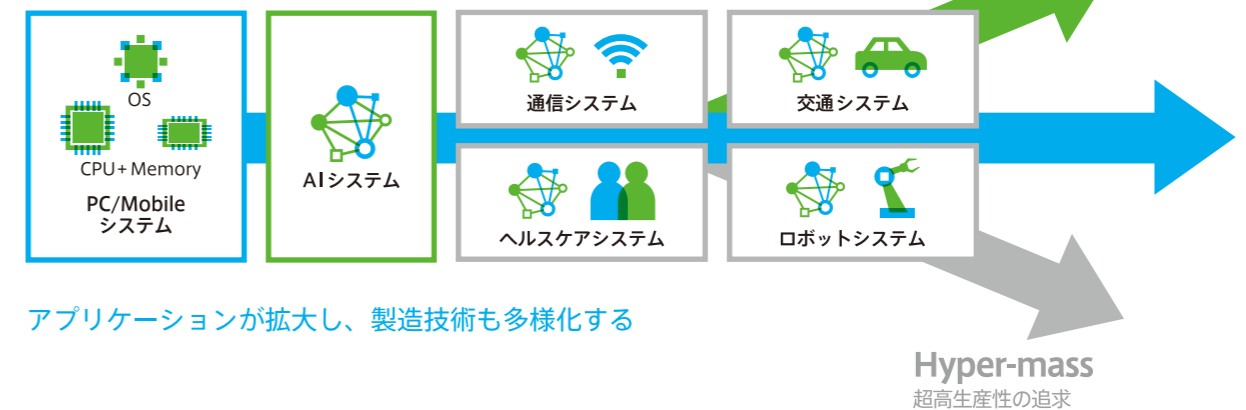 OS
CPU+Memory
PC/Mobile
システム
AIシステム
通信システム
交通システム
ヘルスケアシステム
ロボットシステム
アプリケーションが拡大し、製造技術も多様化する
Hyper-mass
超高生産性の追求